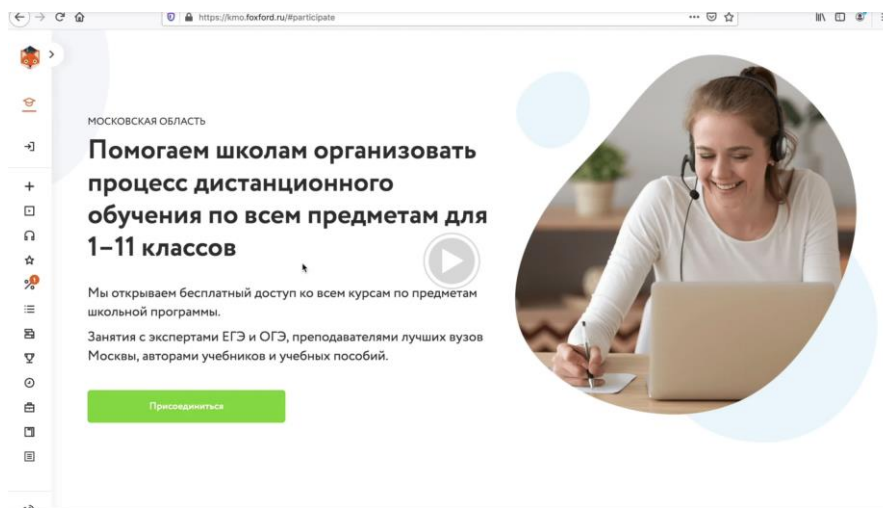 https://kmo.foxford.ru/#participate
МОСКОВСКАЯ ОБЛАСТЬ
Помогаем школам организовать
процесс дистанционного
обучения по всем предметам для
1–11 классов
Мы открываем бесплатный доступ ко всем курсам по предметам
школьной программы.
Занятия с экспертами ЕГЭ и ОГЭ, преподавателями лучших вузов
Москвы, авторами учебников и учебных пособий.
Присоединиться